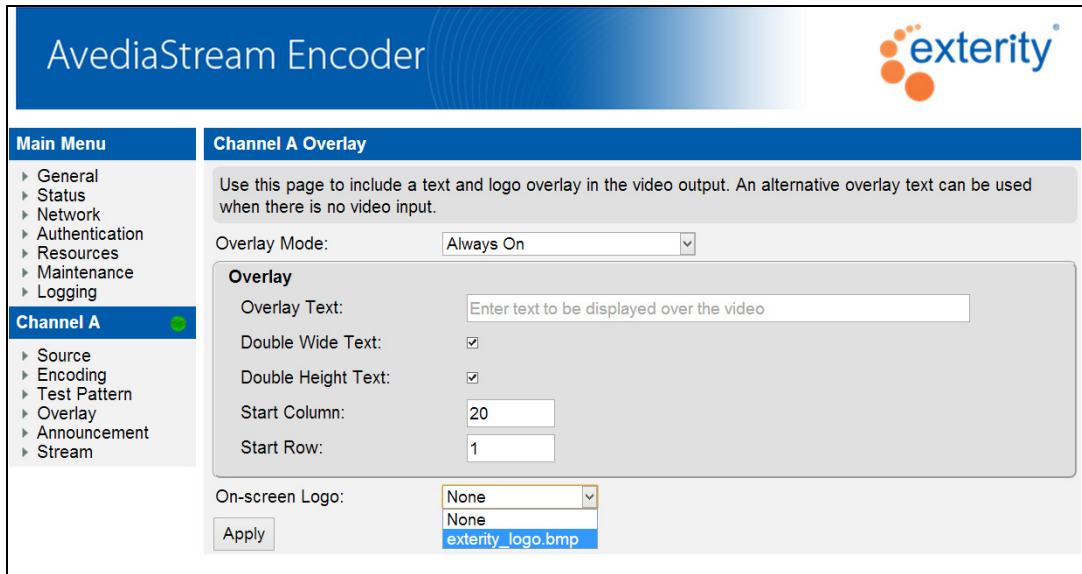 AvediaStream Encoder
exterity
Main Menu
General
Status
Network
Authentication
Resources
Maintenance
Logging
Channel A
Source
Encoding
Test Pattern
Overlay
Announcement
Stream
Channel A Overlay
Use this page to include a text and logo overlay in the video output. An alternative overlay text can be used
when there is no video input.
Overlay Mode: Always On
Overlay
Overlay Text: Enter text to be displayed over the video
Double Wide Text:
Double Height Text:
Start Column: 20
Start Row: 1
On-screen Logo: None
None
exterity_logo.bmp
Apply